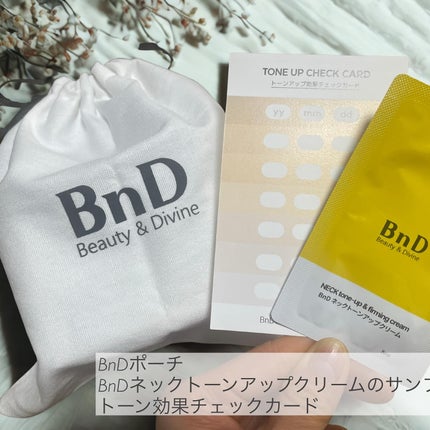 BnD
Beauty & Divine
TONE UP CHECK CARD
トーンアップ効果チェックカード
yy mm dd
BnD
Beauty & Divine
NECK tone-up & firming cream
BnD ネックトーンアップクリーム
BnD
BnDポーチ
BnDネックトーンアップクリームのサンプ
トーン効果チェックカード